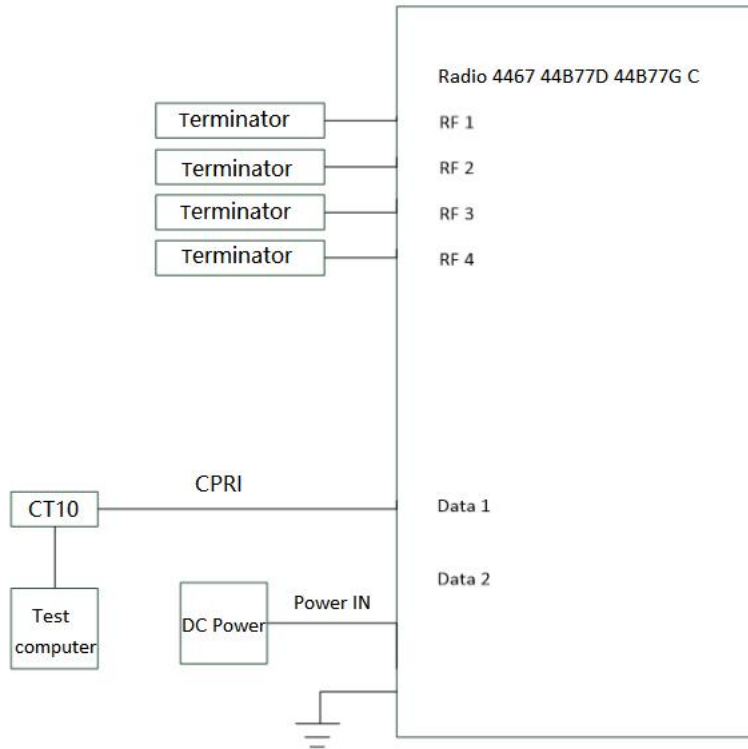 Radio 4467 44B77D 44B77G C
Terminator
RF 1
Terminator
RF 2
Terminator
RF 3
Terminator
RF 4
CPRI
CT10
Data 1
Data 2
Power IN
Test
computer
DC Power